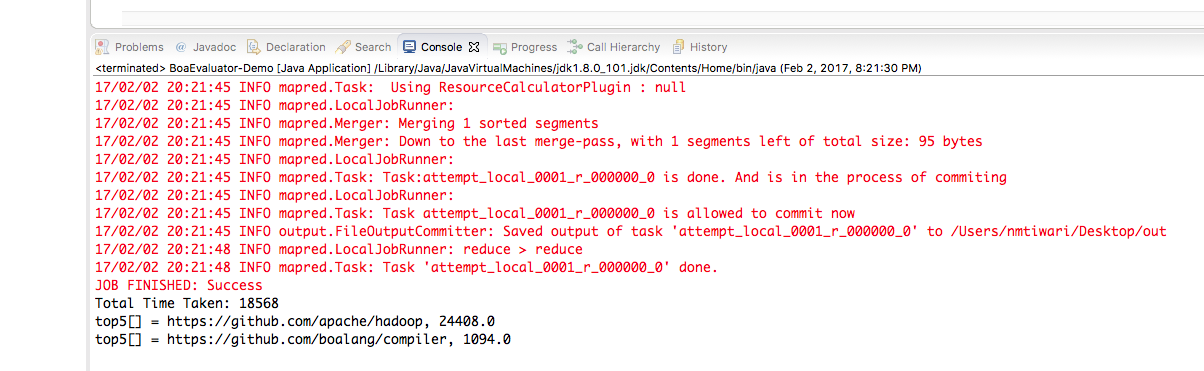 Problems @ Javadoc Declaration Search Console Progress Call Hierarchy History
<terminated> BoaEvaluator-Demo [Java Application] /Library/Java/JavaVirtualMachines/jdk1.8.0_101.jdk/Contents/Home/bin/java (Feb 2, 2017, 8:21:30 PM)
17/02/02 20:21:45 INFO mapred.Task:  Using ResourceCalculatorPlugin : null
17/02/02 20:21:45 INFO mapred.LocalJobRunner:
17/02/02 20:21:45 INFO mapred.Merger: Merging 1 sorted segments
17/02/02 20:21:45 INFO mapred.Merger: Down to the last merge-pass, with 1 segments left of total size: 95 bytes
17/02/02 20:21:45 INFO mapred.LocalJobRunner:
17/02/02 20:21:45 INFO mapred.Task: Task:attempt_local_0001_r_000000_0 is done. And is in the process of commiting
17/02/02 20:21:45 INFO mapred.LocalJobRunner:
17/02/02 20:21:45 INFO mapred.Task: Task attempt_local_0001_r_000000_0 is allowed to commit now
17/02/02 20:21:45 INFO output.FileOutputCommitter: Saved output of task 'attempt_local_0001_r_000000_0' to /Users/nmtiwari/Desktop/out
17/02/02 20:21:48 INFO mapred.LocalJobRunner: reduce > reduce
17/02/02 20:21:48 INFO mapred.Task: Task 'attempt_local_0001_r_000000_0' done.
JOB FINISHED: Success
Total Time Taken: 18568
top5[] = https://github.com/apache/hadoop, 24408.0
top5[] = https://github.com/boalang/compiler, 1094.0